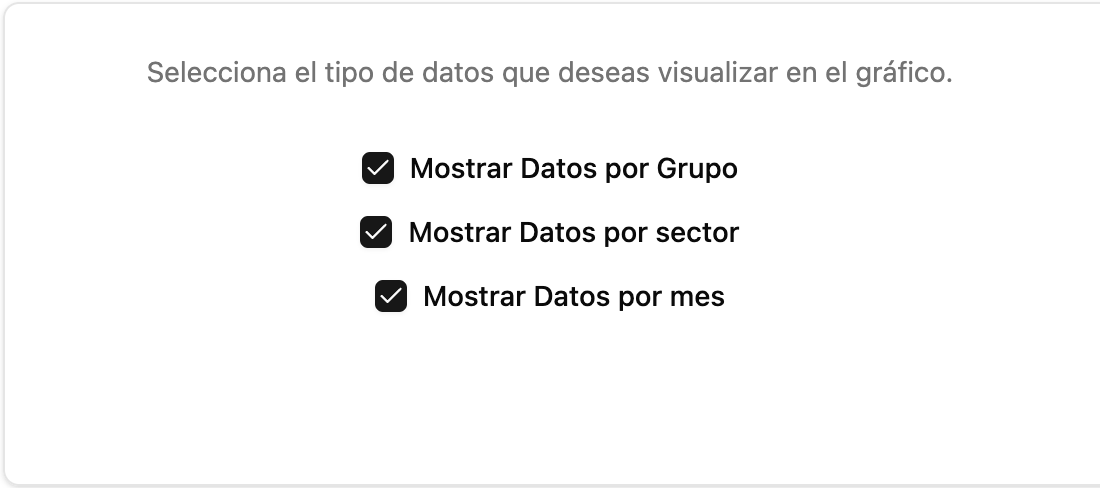 Selecciona el tipo de datos que deseas visualizar en el gráfico.
Mostrar Datos por Grupo
Mostrar Datos por sector
Mostrar Datos por mes